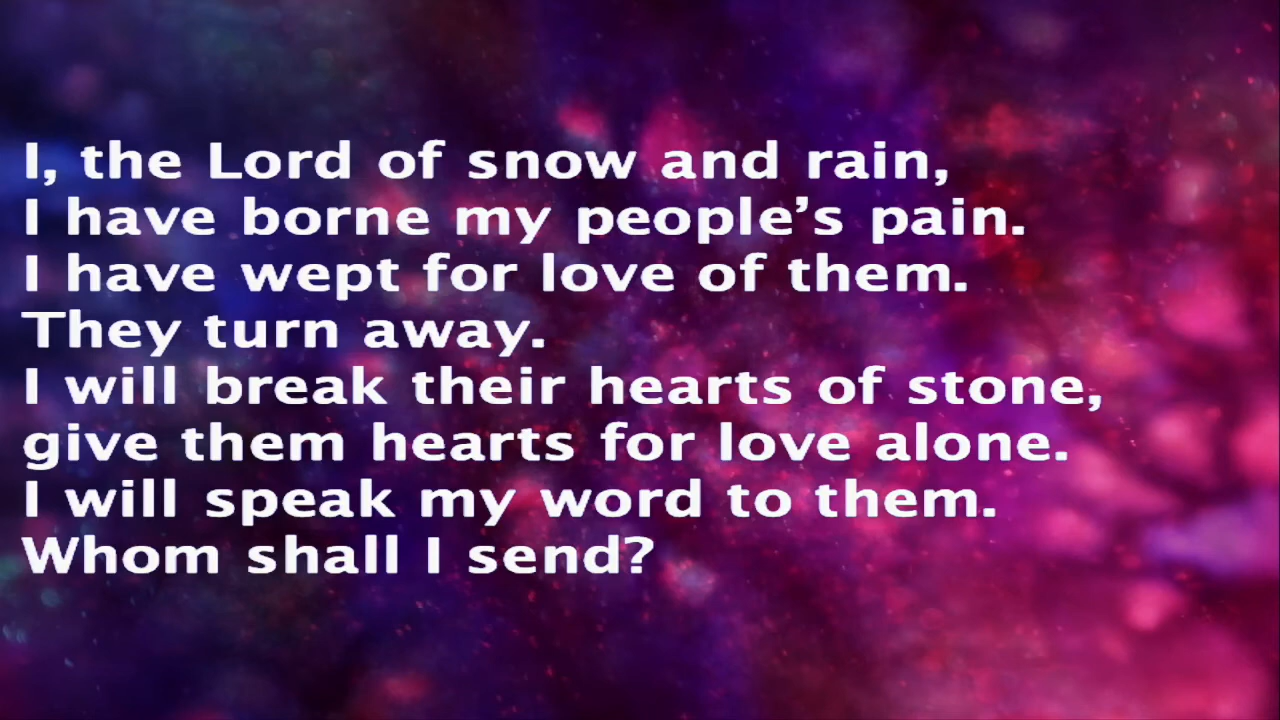 I, the Lord of snow and rain,
I have borne my people’s pain.
I have wept for love of them.
They turn away.
I will break their hearts of stone,
give them hearts for love alone.
I will speak my word to them.
Whom shall I send?